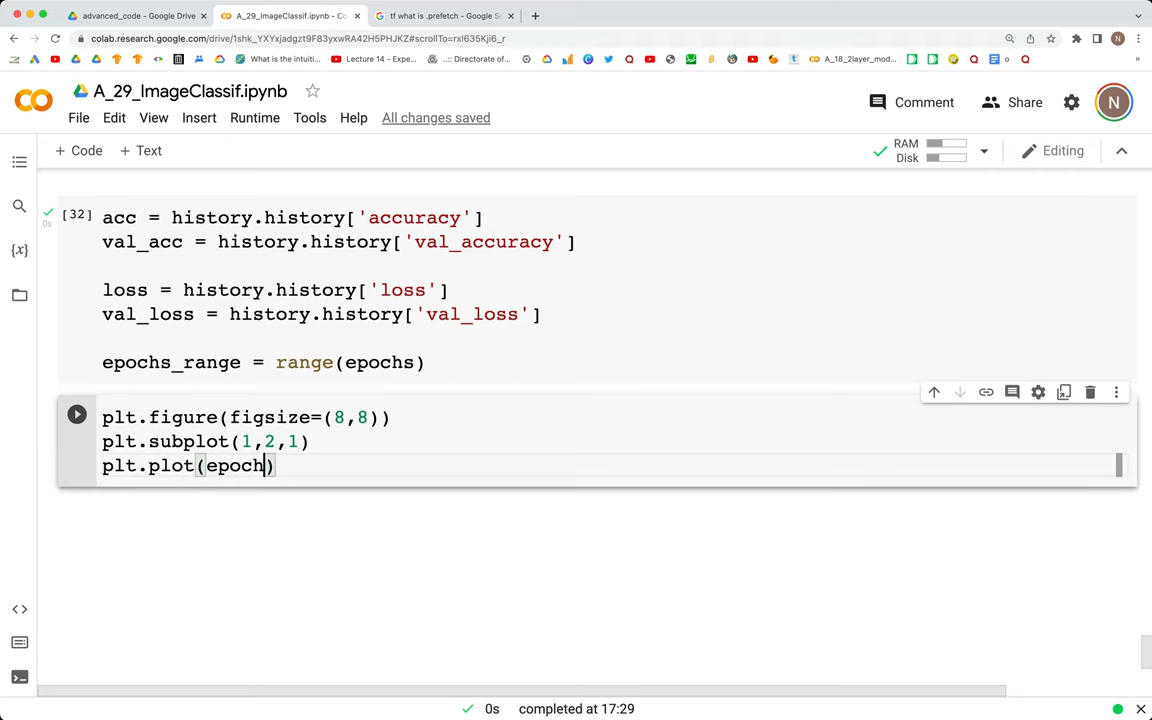 advanced_code - Google Drive
A_29_ImageClassif.ipynb - Co
tf what is .prefetch - Google Se
colab.research.google.com/drive/1shk_YXYxjadgzt9F83yxwRA42H5PHJKZ#scrollTo=rxI635Kji6_r
What is the intuiti...
Lecture 14 - Expe...
..:: Directorate of...
A_18_2layer_mod...
A_29_ImageClassif.ipynb
Comment
Share
N
File Edit View Insert Runtime Tools Help All changes saved
+ Code + Text
RAM
Disk
Editing
[32]
0s
acc = history.history['accuracy']
val_acc = history.history['val_accuracy']
loss = history.history['loss']
val_loss = history.history['val_loss']
epochs_range = range(epochs)
plt.figure(figsize=(8,8))
plt.subplot(1,2,1)
plt.plot(epoch)
0s completed at 17:29